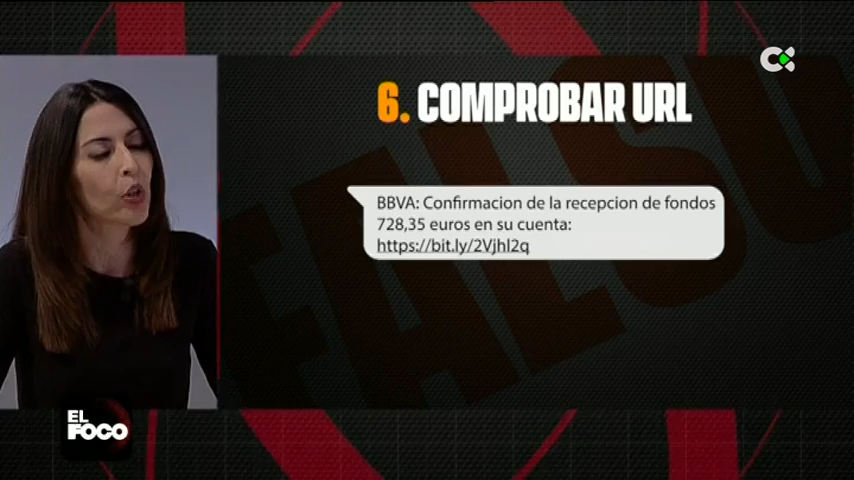 6. COMPROBAR URL
BBVA: Confirmacion de la recepcion de fondos
728,35 euros en su cuenta:
https://bit.ly/2Vjhl2q
FALSO
EL
FOCO